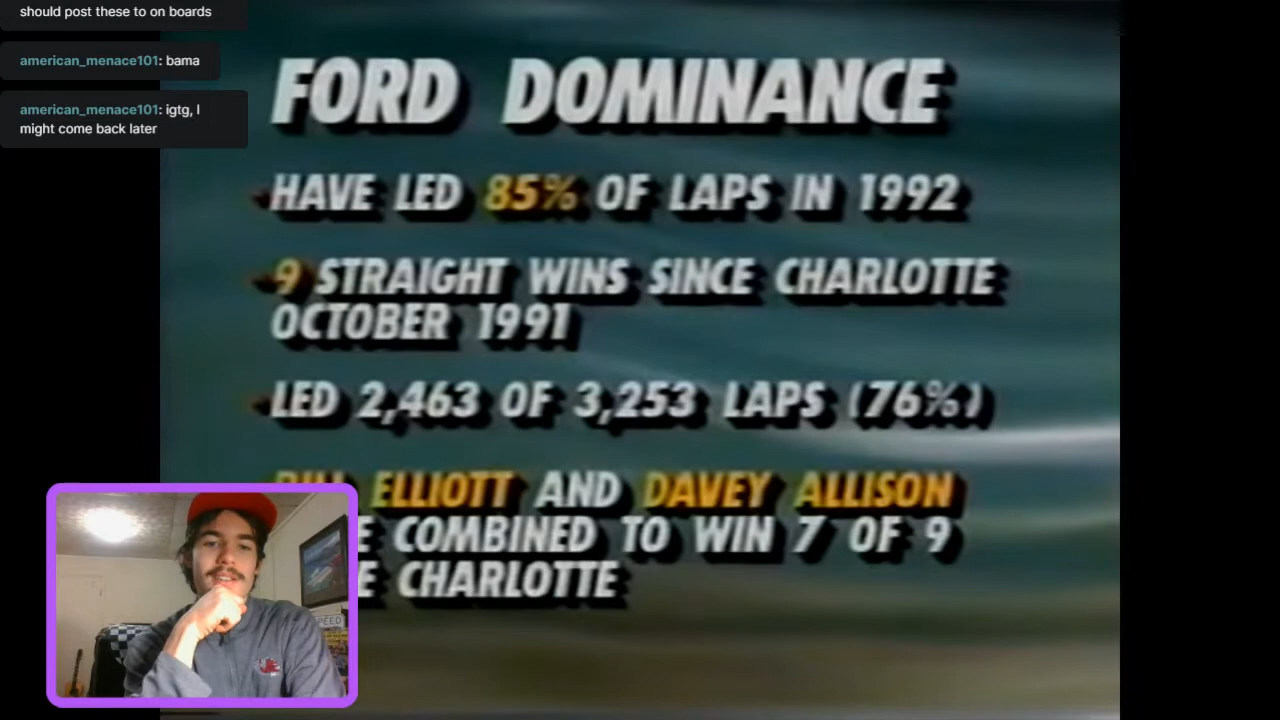 should post these to on boards
american_menace101: bama
american_menace101: igtg, I
might come back later
FORD DOMINANCE
HAVE LED 85% OF LAPS IN 1992
9 STRAIGHT WINS SINCE CHARLOTTE
OCTOBER 1991
LED 2,463 OF 3,253 LAPS (76%)
BILL ELLIOTT AND DAVEY ALLISON
E COMBINED TO WIN 7 OF 9
E CHARLOTTE
PEED